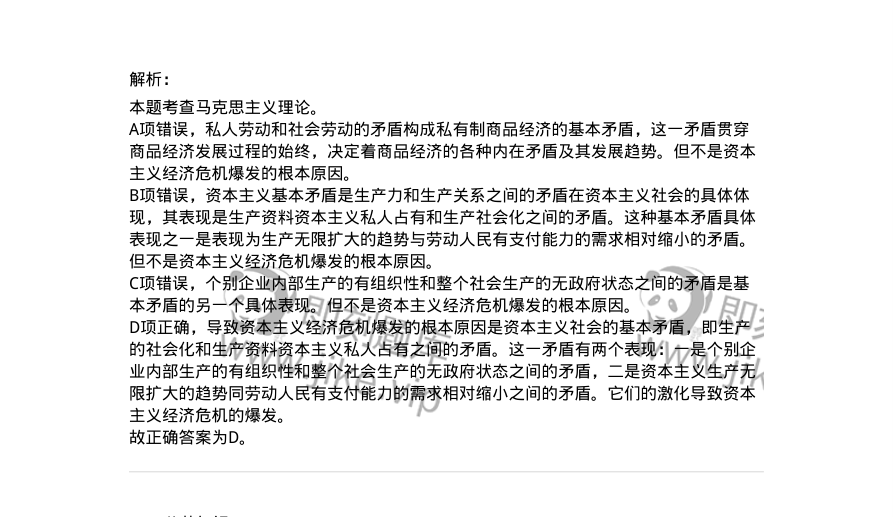 解析：
本题考查马克思主义理论。
A项错误，私人劳动和社会劳动的矛盾构成私有制商品经济的基本矛盾，这一矛盾贯穿
商品经济发展过程的始终，决定着商品经济的各种内在矛盾及其发展趋势。但不是资本
主义经济危机爆发的根本原因。
B项错误，资本主义基本矛盾是生产力和生产关系之间的矛盾在资本主义社会的具体体
现，其表现是生产资料资本主义私人占有和生产社会化之间的矛盾。这种基本矛盾具体
表现之一是表现为生产无限扩大的趋势与劳动人民有支付能力的需求相对缩小的矛盾。
但不是资本主义经济危机爆发的根本原因。
C项错误，个别企业内部生产的有组织性和整个社会生产的无政府状态之间的矛盾是基
本矛盾的另一个具体表现。但不是资本主义经济危机爆发的根本原因。
D项正确，导致资本主义经济危机爆发的根本原因是资本主义社会的基本矛盾，即生产
的社会化和生产资料资本主义私人占有之间的矛盾。这一矛盾有两个表现：一是个别企
业内部生产的有组织性和整个社会生产的无政府状态之间的矛盾，二是资本主义生产无
限扩大的趋势同劳动人民有支付能力的需求相对缩小之间的矛盾。它们的激化导致资本
主义经济危机的爆发。
故正确答案为D。
即刻题库
www.jike.vip
即刻
www.jik